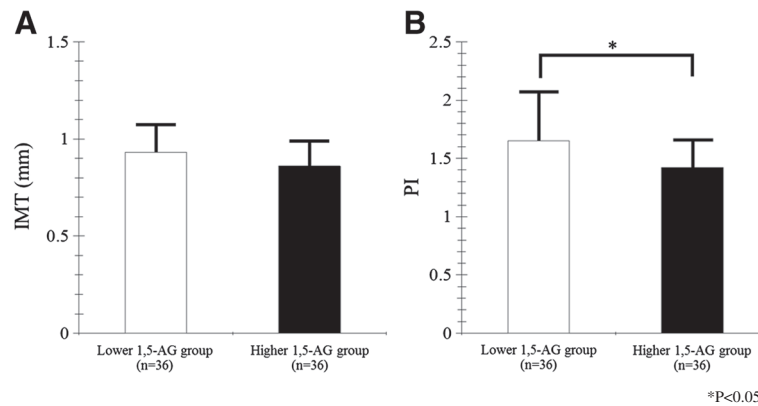 A
B
1.5
1
0.5
0
IMT (mm)
Lower 1,5-AG group
(n=36)
Higher 1,5-AG group
(n=36)
2.5
2
1.5
1
0.5
0
PI
*
Lower 1,5-AG group
(n=36)
Higher 1,5-AG group
(n=36)
*P<0.05